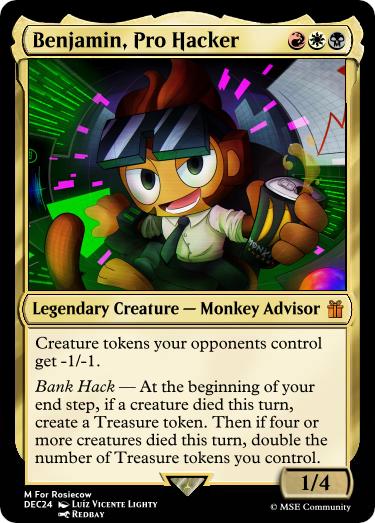 Benjamin, Pro Hacker
Legendary Creature — Monkey Advisor
Creature tokens your opponents control
get -1/-1.
Bank Hack — At the beginning of your
end step, if a creature died this turn,
create a Treasure token. Then if four or
more creatures died this turn, double the
number of Treasure tokens you control.
1/4
M For Rosiecow
DEC24 Luíz Vicente Lighty
Redbay
© MSE Community